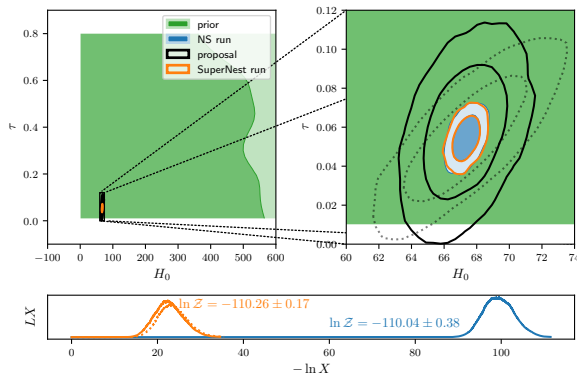 prior
NS run
proposal
SuperNest run
0.8
0.6
0.4
0.2
0.0
τ
−100 0 100 200 300 400 500 600
H₀
0.12
0.10
0.08
0.06
0.04
0.02
0.00
τ
60 62 64 66 68 70 72 74
H₀
ln 𝒵 = −110.26 ± 0.17
ln 𝒵 = −110.04 ± 0.38
LX
0 20 40 60 80 100
− ln X